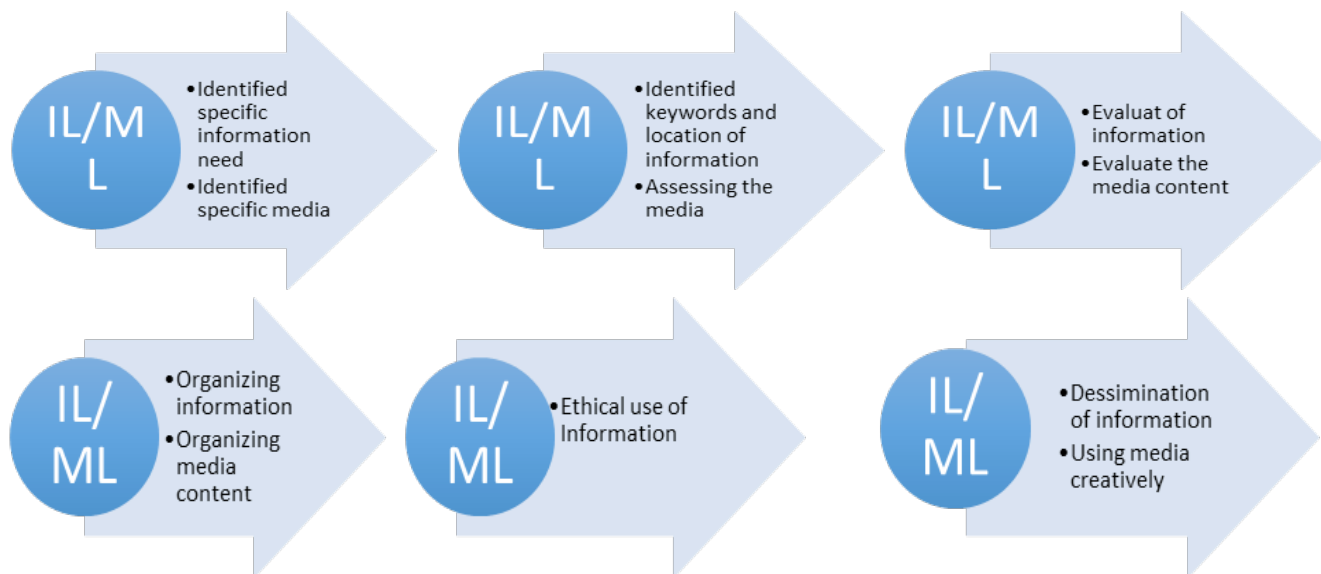 IL/M
L
•Identified
specific
information
need
•Identified
specific media
IL/M
L
•Identified
keywords and
location of
information
•Assessing the
media
IL/M
L
•Evaluat of
information
•Evaluate the
media content
IL/
ML
•Organizing
information
•Organizing
media
content
IL/
ML
•Ethical use of
Information
IL/
ML
•Dessimination
of information
•Using media
creatively